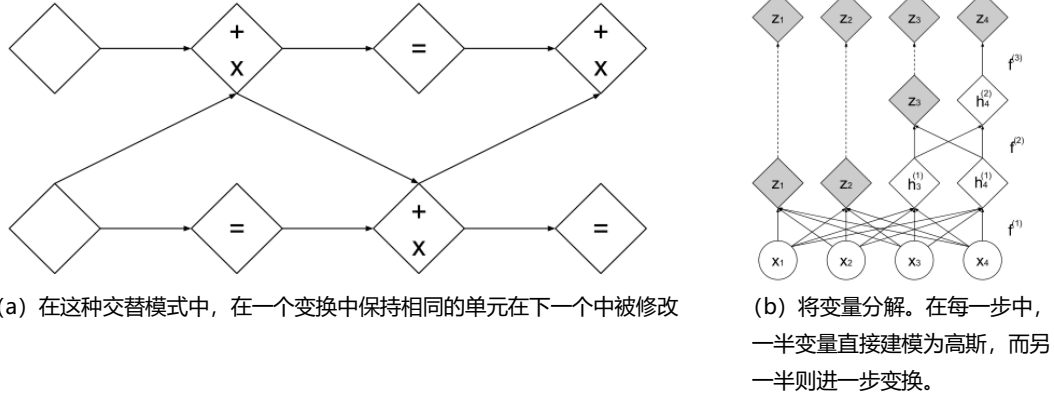 +
x
=
+
x
=
+
x
=
z1 z2 z3 z4
f(3)
z3 h4(2)
f(2)
z1 z2 h3(1) h4(1)
f(1)
x1 x2 x3 x4
(a）在这种交替模式中，在一个变换中保持相同的单元在下一个中被修改
（b）将变量分解。在每一步中，
一半变量直接建模为高斯，而另
一半则进一步变换。